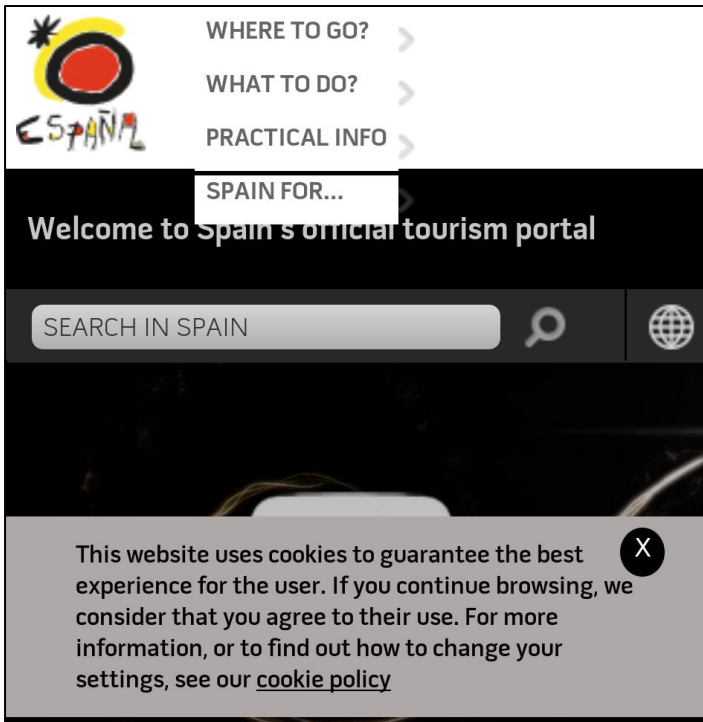 ESPAÑA
WHERE TO GO?
WHAT TO DO?
PRACTICAL INFO
SPAIN FOR...
Welcome to Spain's official tourism portal
SEARCH IN SPAIN
X
This website uses cookies to guarantee the best
experience for the user. If you continue browsing, we
consider that you agree to their use. For more
information, or to find out how to change your
settings, see our cookie policy